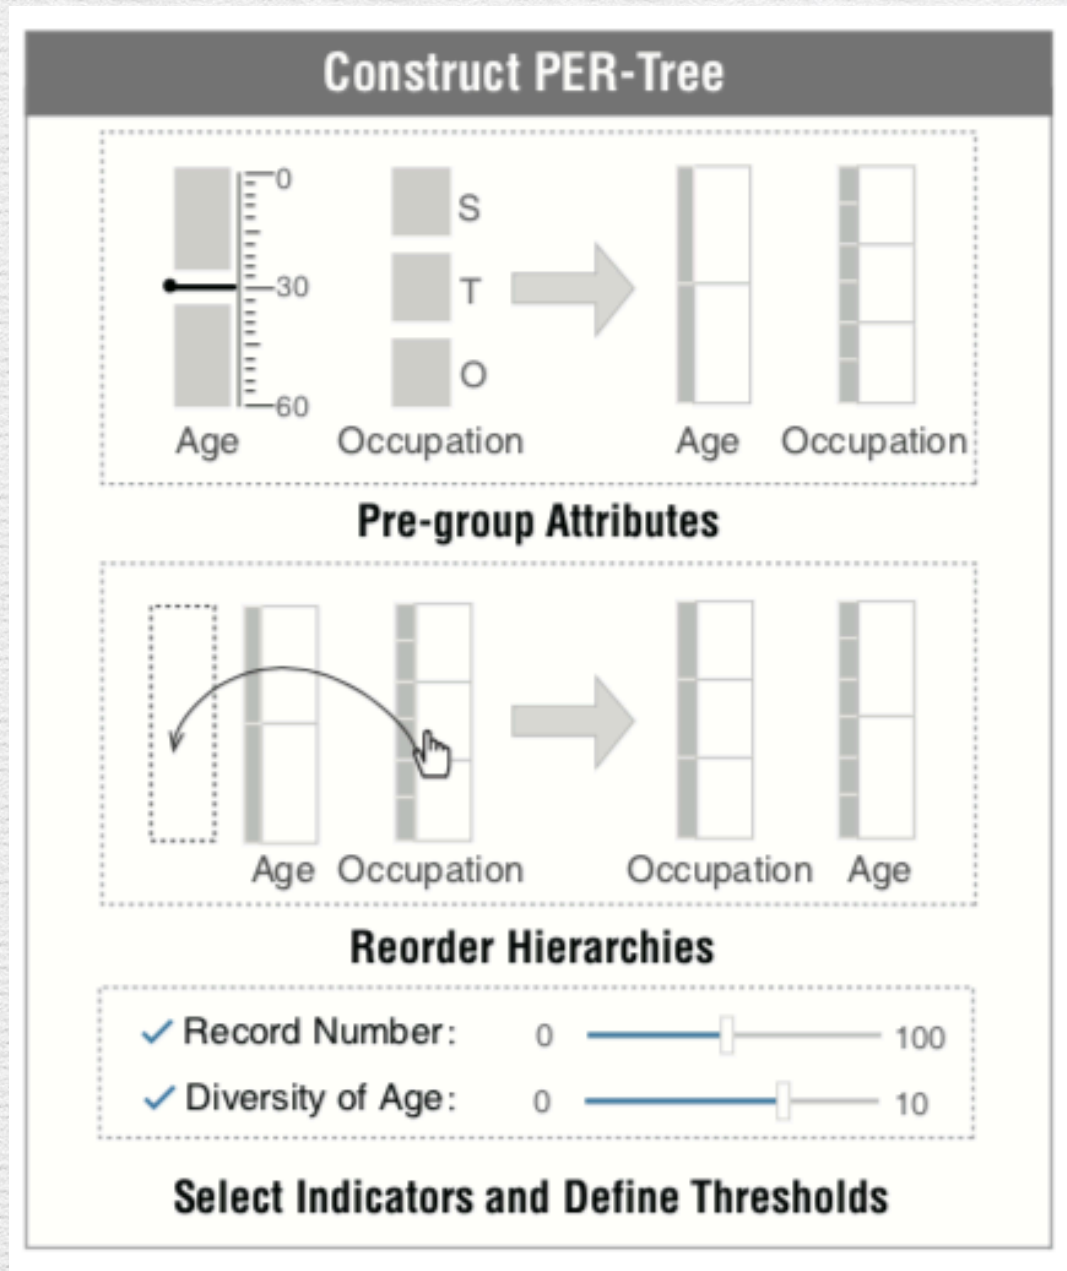 Construct PER-Tree
0
S
30
T
O
60
Age Occupation Age Occupation
Pre-group Attributes
Age Occupation Occupation Age
Reorder Hierarchies
Record Number: 0 100
Diversity of Age: 0 10
Select Indicators and Define Thresholds